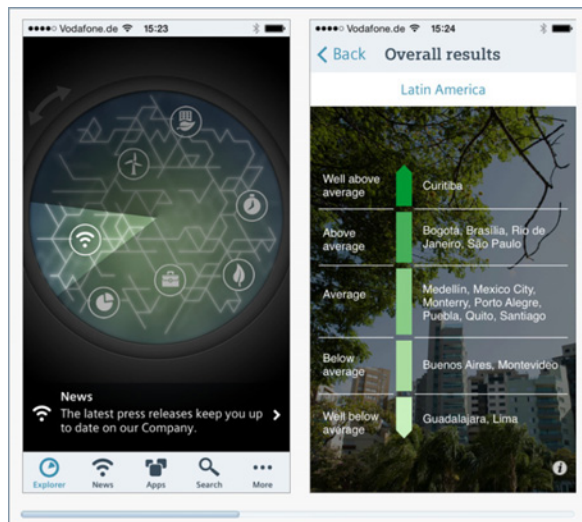 Vodafone.de 15:23
News
The latest press releases keep you up
to date on our Company.
Explorer News Apps Search More
Vodafone.de 15:24
Back Overall results
Latin America
Well above
average
Curitiba
Above
average
Bogotá, Brasília, Rio de
Janeiro, São Paulo
Average
Medellín, Mexico City,
Monterry, Porto Alegre,
Puebla, Quito, Santiago
Below
average
Buenos Aires, Montevideo
Well below
average
Guadalajara, Lima